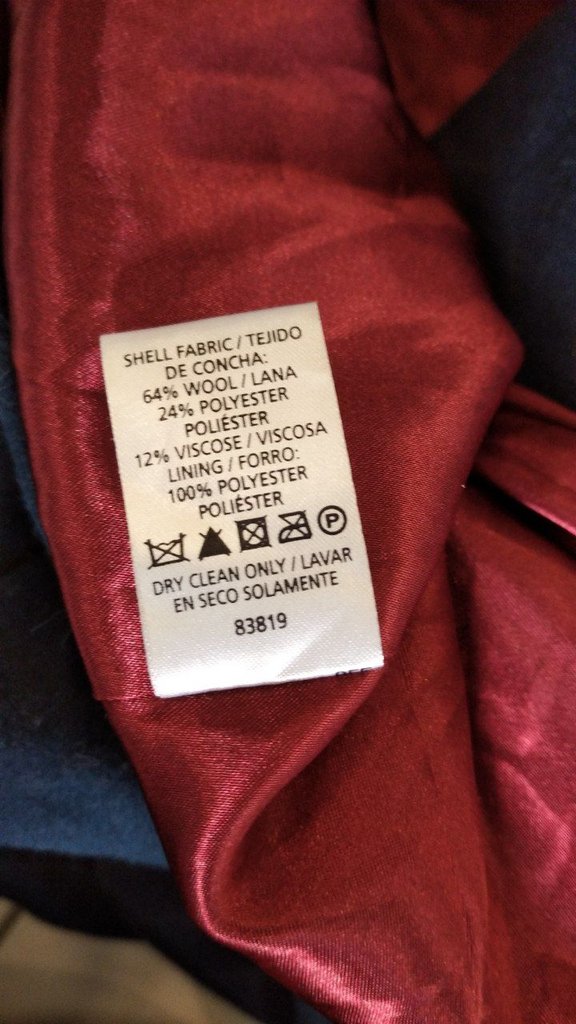 SHELL FABRIC / TEJIDO
DE CONCHA:
64% WOOL / LANA
24% POLYESTER
POLIÉSTER
12% VISCOSE / VISCOSA
LINING / FORRO:
100% POLYESTER
POLIÉSTER
P
DRY CLEAN ONLY / LAVAR
EN SECO SOLAMENTE
83819